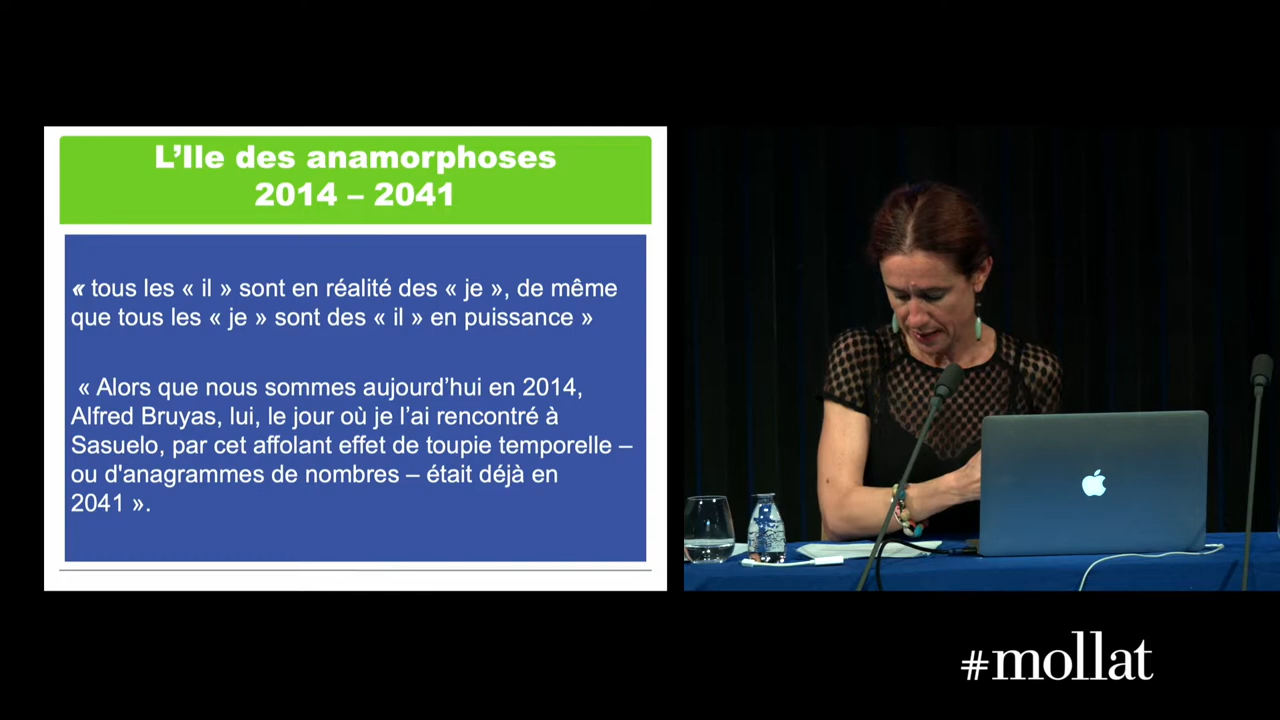 L’Ile des anamorphoses
2014 – 2041
« tous les « il » sont en réalité des « je », de même
que tous les « je » sont des « il » en puissance »
« Alors que nous sommes aujourd’hui en 2014,
Alfred Bruyas, lui, le jour où je l’ai rencontré à
Sasuelo, par cet affolant effet de toupie temporelle –
ou d'anagrammes de nombres – était déjà en
2041 ».
#mollat